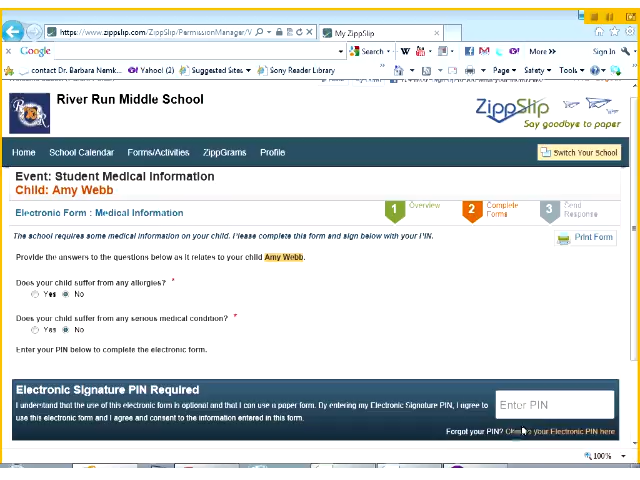 https://www.zippslip.com/ZippSlip/PermissionManager/V
My ZippSlip
Google
Search
More >>
Sign In
contact Dr. Barbara Nemk...
Yahoo! (2)
Suggested Sites
Sony Reader Library
Page
Safety
Tools
River Run Middle School
ZippSlip
Say goodbye to paper
Home
School Calendar
Forms/Activities
ZippGrams
Profile
Switch Your School
Event: Student Medical Information
Child: Amy Webb
Electronic Form : Medical Information
1 Overview
2 Complete Forms
3 Send Response
The school requires some medical information on your child. Please complete this form and sign below with your PIN.
Print Form
Provide the answers to the questions below as it relates to your child Amy Webb.
Does your child suffer from any allergies? *
Yes No
Does your child suffer from any serious medical condition? *
Yes No
Enter your PIN below to complete the electronic form.
Electronic Signature PIN Required
I understand that the use of this electronic form is optional and that I can use a paper form. By entering my Electronic Signature PIN, I agree to
use this electronic form and I agree and consent to the information entered in this form.
Enter PIN
Forgot your PIN? your Electronic PIN here
100%